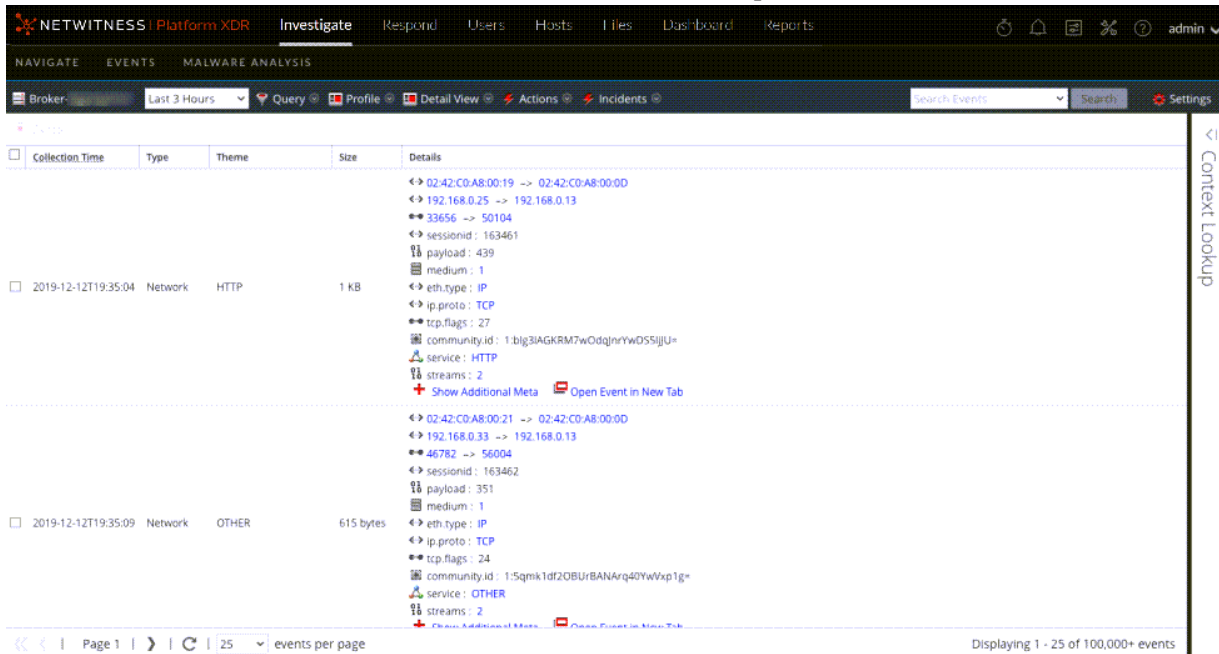 NETWITNESS | Platform XDR Investigate Respond Users Hosts Files Dashboard Reports admin
NAVIGATE EVENTS MALWARE ANALYSIS
Broker- Last 3 Hours Query Profile Detail View Actions Incidents Search Events Search Settings
Collection Time Type Theme Size Details
Context Lookup
02:42:C0:A8:00:19 -> 02:42:C0:A8:00:0D
192.168.0.25 -> 192.168.0.13
33656 -> 50104
sessionid : 163461
payload : 439
medium : 1
2019-12-12T19:35:04 Network HTTP 1 KB eth.type : IP
ip.proto : TCP
tcp.flags : 27
community.id :
service : HTTP
streams : 2
Show Additional Meta Open Event in New Tab
02:42:C0:A8:00:21 -> 02:42:C0:A8:00:0D
192.168.0.33 -> 192.168.0.13
46782 -> 56004
sessionid : 163462
payload : 351
medium : 1
2019-12-12T19:35:09 Network OTHER 615 bytes eth.type : IP
ip.proto : TCP
tcp.flags : 24
community.id : 1:5qmk1df2OBUrBANArq40YwVxp1g=
service : OTHER
streams : 2
Show Additional Meta Open Event in New Tab
Page 1 | 25 events per page Displaying 1 - 25 of 100,000+ events